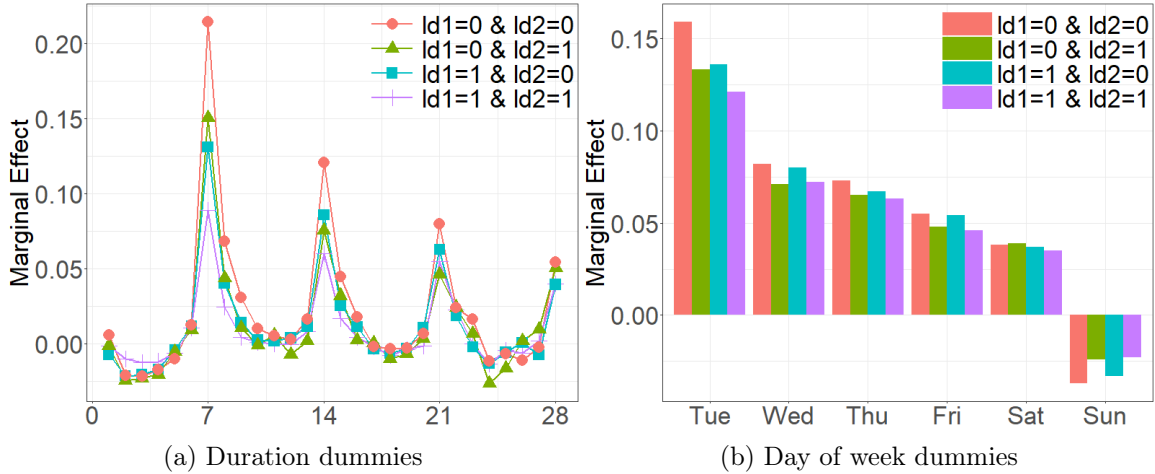 Marginal Effect
0.20
0.15
0.10
0.05
0.00
0
7
14
21
28
Id1=0 & Id2=0
Id1=0 & Id2=1
Id1=1 & Id2=0
Id1=1 & Id2=1
(a) Duration dummies
Marginal Effect
0.15
0.10
0.05
0.00
Tue
Wed
Thu
Fri
Sat
Sun
Id1=0 & Id2=0
Id1=0 & Id2=1
Id1=1 & Id2=0
Id1=1 & Id2=1
(b) Day of week dummies